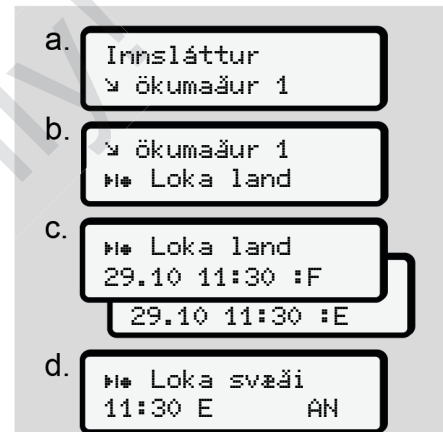 a.
Innsláttur
ökumaður 1
b.
ökumaður 1
Loka land
c.
Loka land
29.10 11:30 :F
29.10 11:30 :E
d.
Loka svæði
11:30 E AN